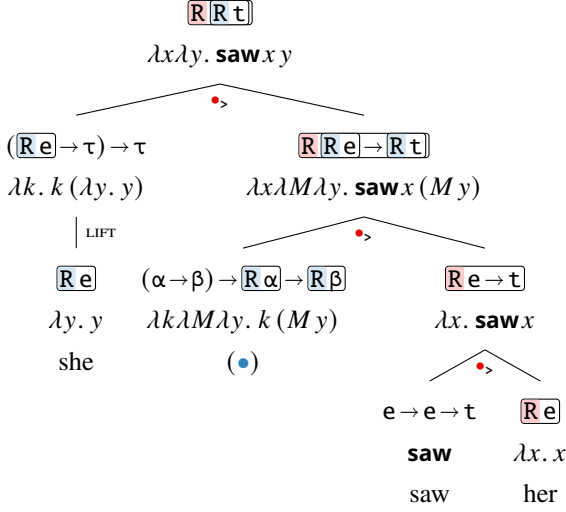 R R t
λxλy. saw x y
•>
(R e → τ) → τ R R e → R t
λk. k (λy. y) λxλMλy. saw x (M y)
LIFT •>
R e (α→β) → R α → R β R e → t
λy. y λkλMλy. k (M y) λx. saw x
she (•) •>
e → e → t R e
saw λx. x
saw her